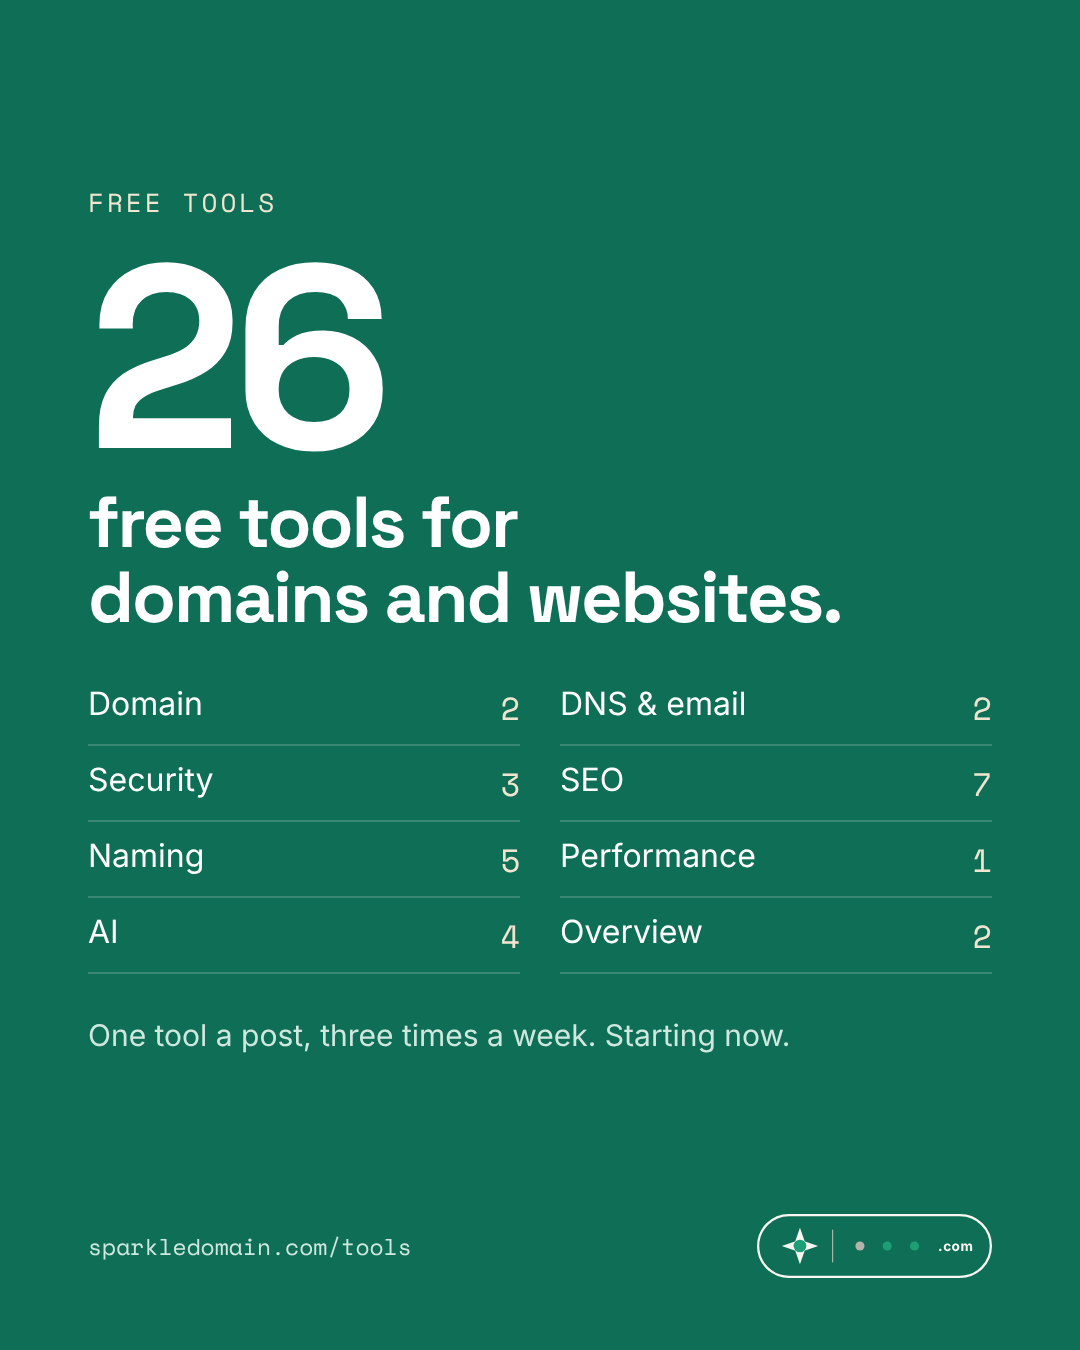 FREE TOOLS
26
free tools for
domains and websites.
Domain 2 DNS & email 2
Security 3 SEO 7
Naming 5 Performance 1
AI 4 Overview 2
One tool a post, three times a week. Starting now.
sparkledomain.com/tools
.com